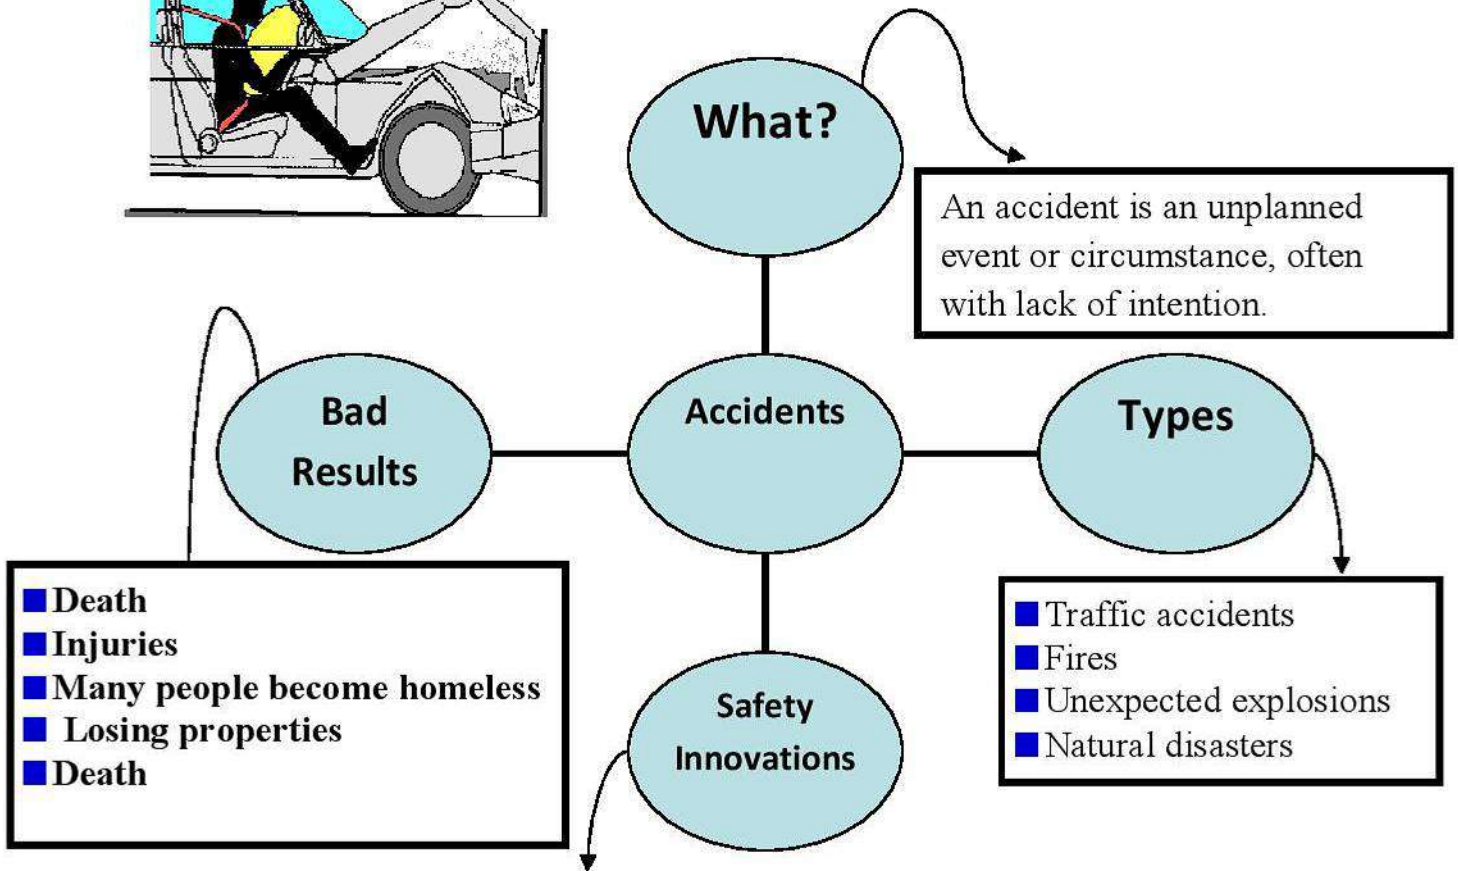 What?
An accident is an unplanned
event or circumstance, often
with lack of intention.
Bad
Results
Accidents
Types
Death
Injuries
Many people become homeless
Losing properties
Death
Traffic accidents
Fires
Unexpected explosions
Natural disasters
Safety
Innovations